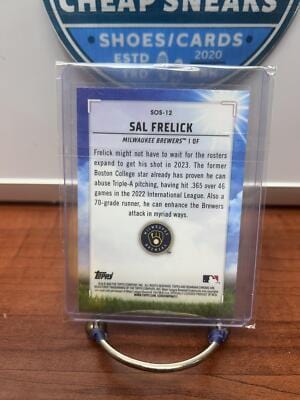 CHEAP SNEAKS
SHOES/CARDS
ESTD 2020
SOS-12
SAL FRELICK
MILWAUKEE BREWERS™ | OF
Frelick might not have to wait for the rosters
expand to get his shot in 2023. The former
Boston College star already has proven he can
abuse Triple-A pitching, having hit .365 over 46
games in the 2022 International League. Also a
70-grade runner, he can enhance the Brewers
attack in myriad ways.
Topps